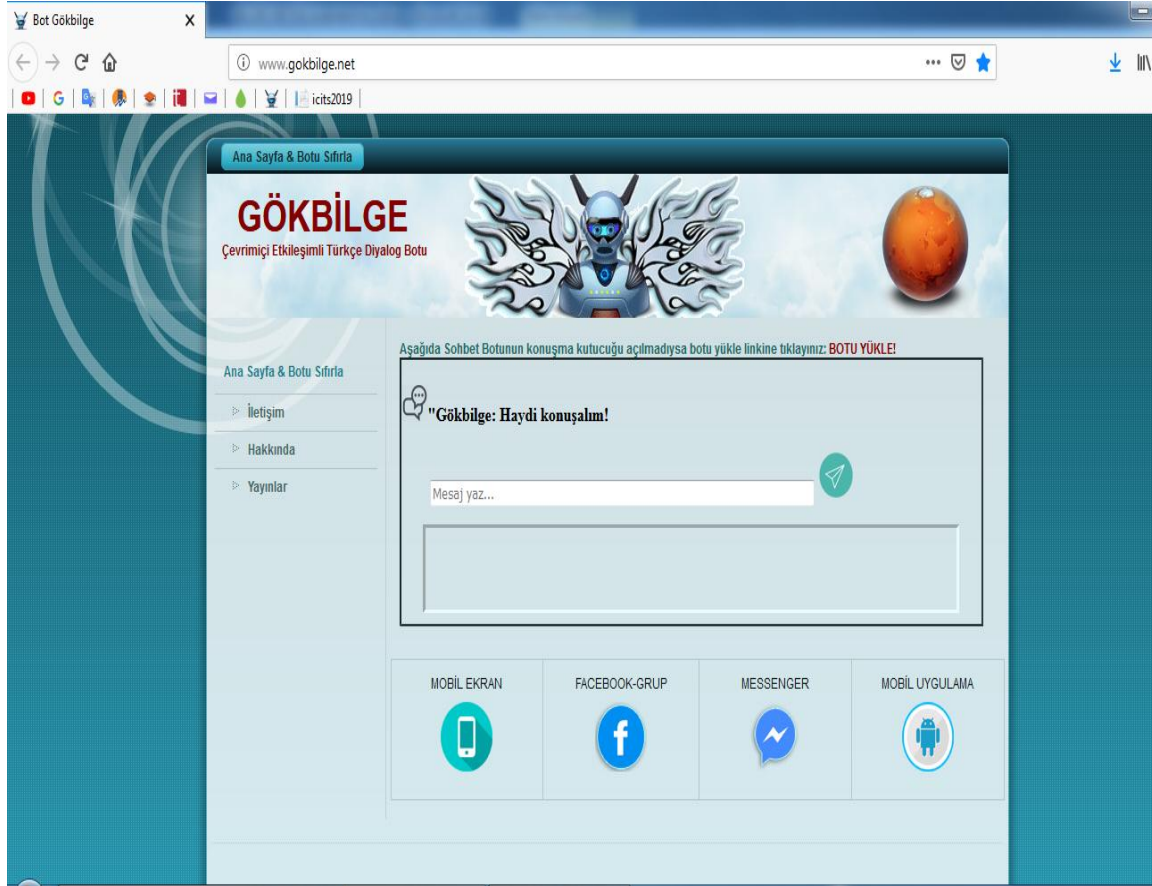 Bot Gökbilge
www.gokbilge.net
icits2019
Ana Sayfa & Botu Sıfırla
GÖKBİLGE
Çevrimiçi Etkileşimli Türkçe Diyalog Botu
Aşağıda Sohbet Botunun konuşma kutucuğu açılmadıysa botu yükle linkine tıklayınız: BOTU YÜKLE!
Ana Sayfa & Botu Sıfırla
İletişim
Hakkında
Yayınlar
"Gökbilge: Haydi konuşalım!
Mesaj yaz...
MOBİL EKRAN FACEBOOK-GRUP MESSENGER MOBİL UYGULAMA